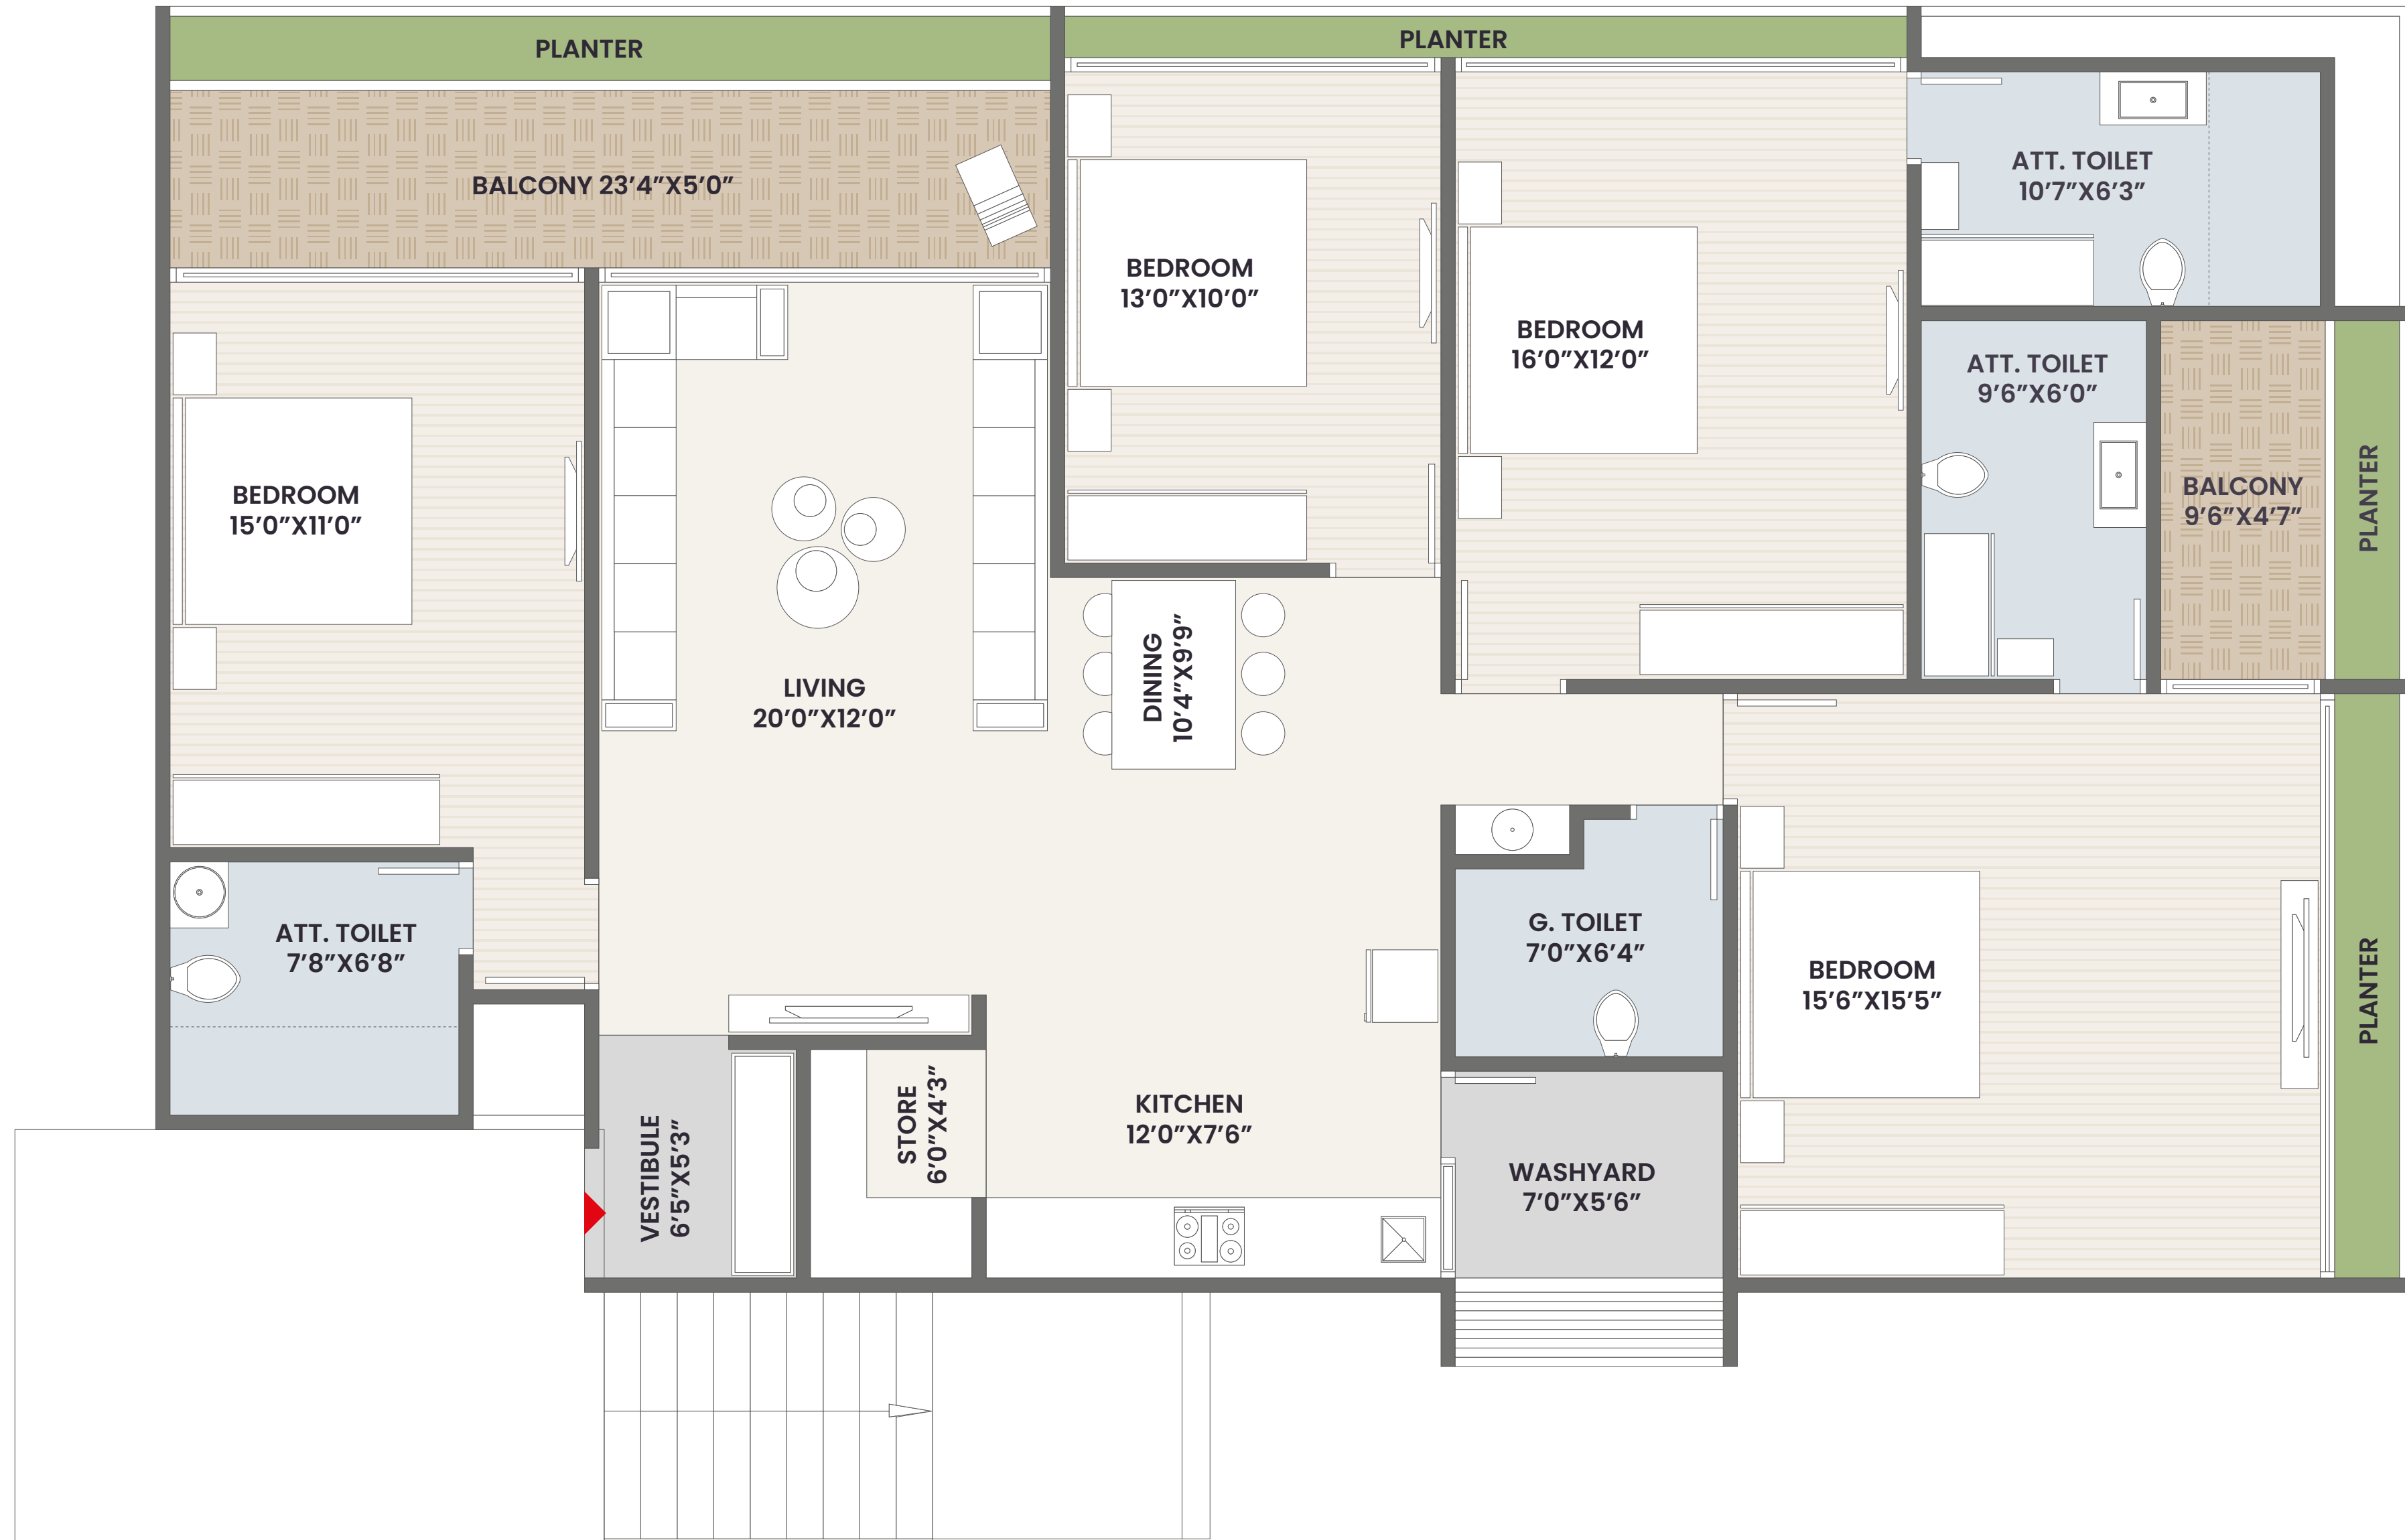 PLANTER
PLANTER
BALCONY 23’4”X5’0”
ATT. TOILET
10’7”X6’3”
BEDROOM
13’0”X10’0”
BEDROOM
16’0”X12’0”
ATT. TOILET
9’6”X6’0”
BALCONY
9’6”X4’7”
PLANTER
BEDROOM
15’0”X11’0”
LIVING
20’0”X12’0”
DINING
10’4”X9’9”
ATT. TOILET
7’8”X6’8”
G. TOILET
7’0”X6’4”
BEDROOM
15’6”X15’5”
PLANTER
VESTIBULE
6’5”X5’3”
STORE
6’0”X4’3”
KITCHEN
12’0”X7’6”
WASHYARD
7’0”X5’6”